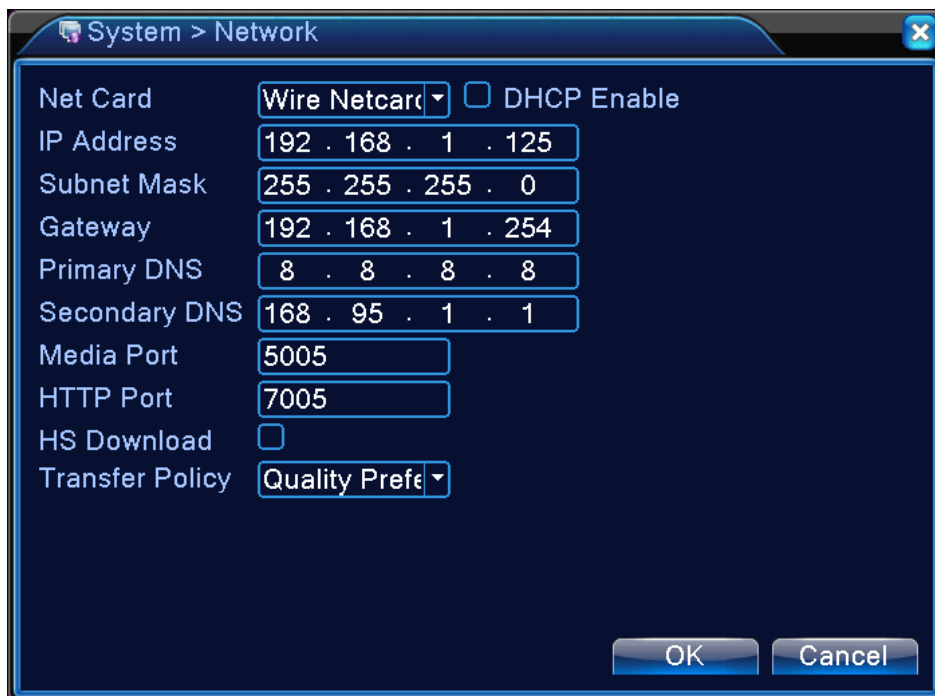 System > Network
Net Card Wire Netcard DHCP Enable
IP Address 192 . 168 . 1 . 125
Subnet Mask 255 . 255 . 255 . 0
Gateway 192 . 168 . 1 . 254
Primary DNS 8 . 8 . 8 . 8
Secondary DNS 168 . 95 . 1 . 1
Media Port 5005
HTTP Port 7005
HS Download
Transfer Policy Quality Prefe
OK Cancel